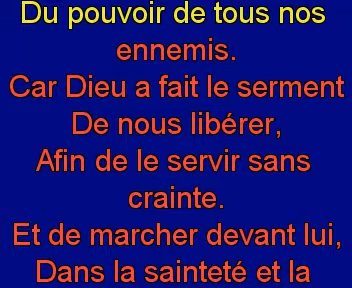 Du pouvoir de tous nos
ennemis.
Car Dieu a fait le serment
De nous libérer,
Afin de le servir sans
crainte.
Et de marcher devant lui,
Dans la sainteté et la